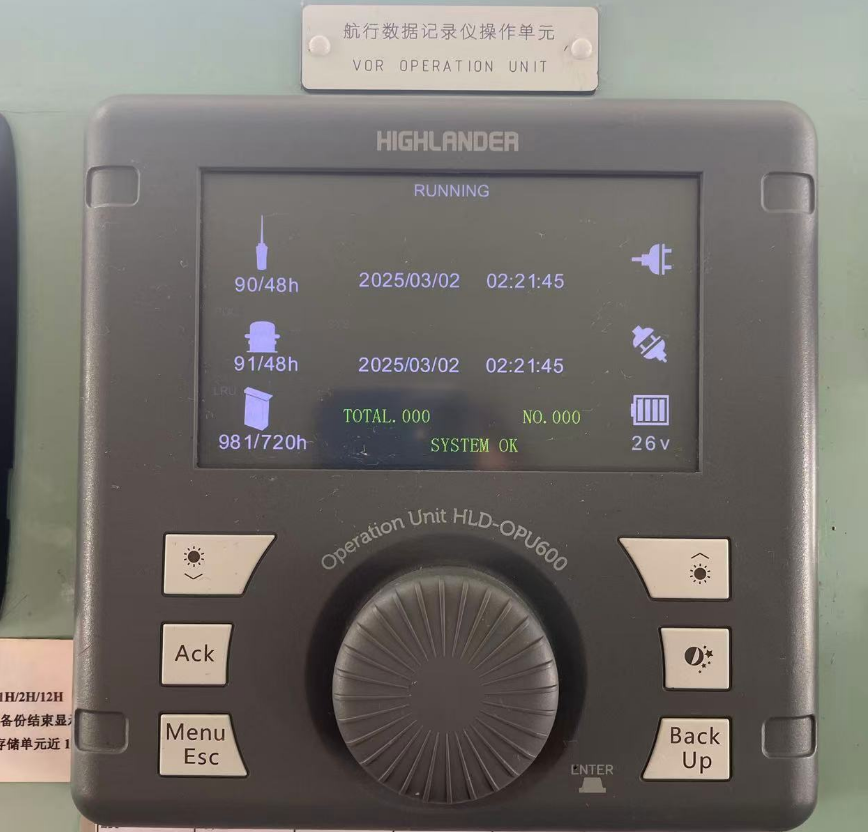 航行数据记录仪操作单元
VOR OPERATION UNIT
HIGHLANDER
RUNNING
90/48h 2025/03/02 02:21:45
91/48h 2025/03/02 02:21:45
TOTAL.000 NO.000
981/720h SYSTEM OK 26v
Operation Unit HLD-OPU600
Ack
Menu
Esc
Back
Up
ENTER
1H/2H/12H
备份结束显
存储单元近 1